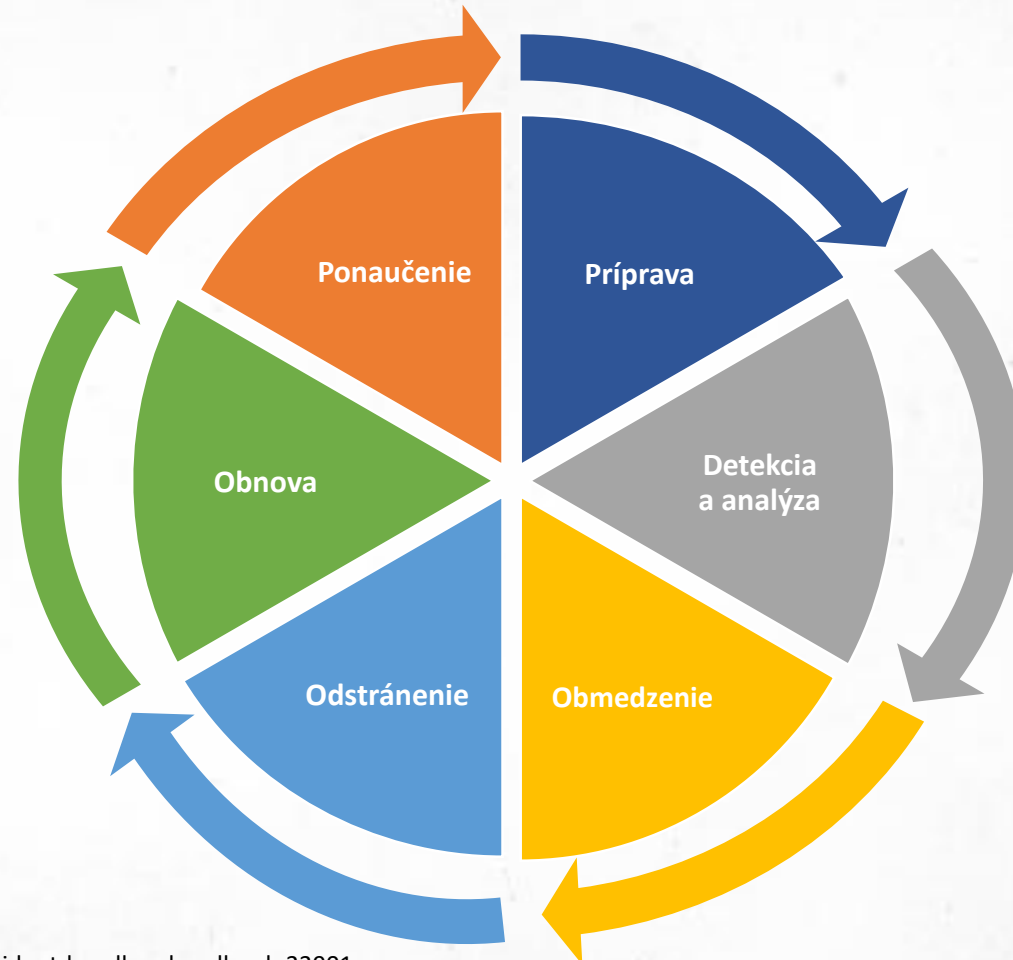 Ponaučenie
Príprava
Obnova
Detekcia
a analýza
Odstránenie
Obmedzenie